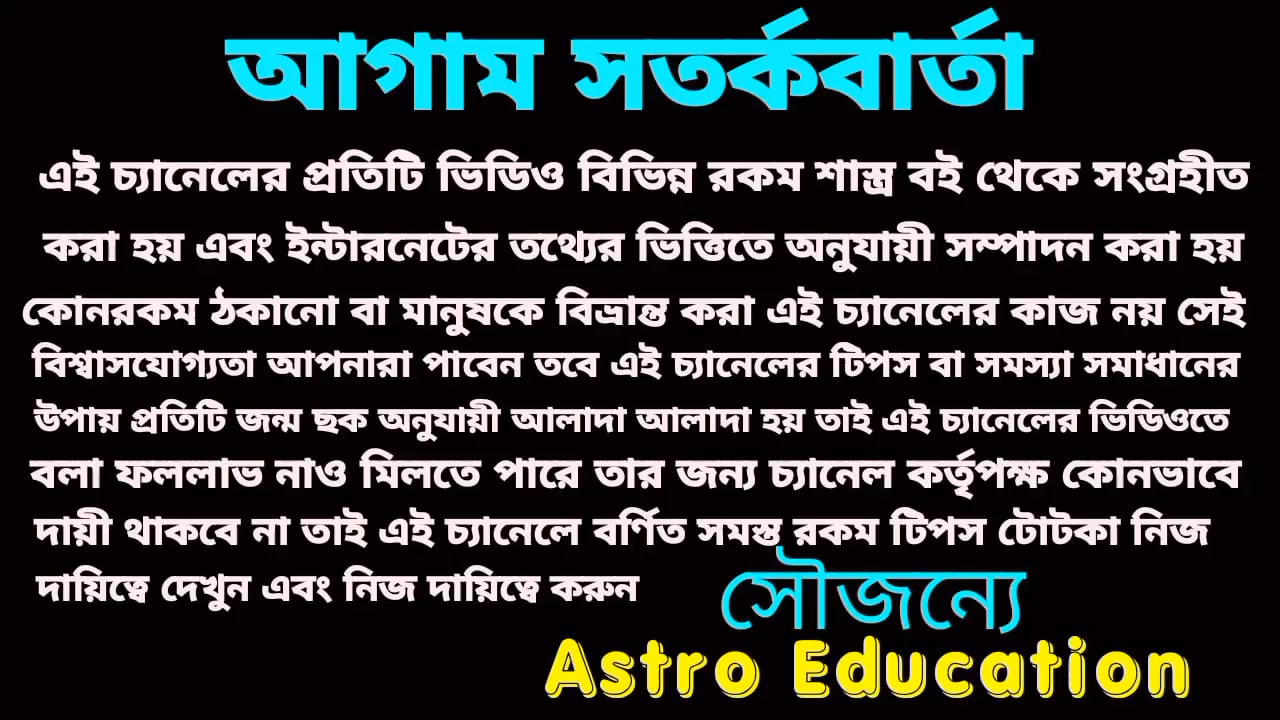 আগাম সতর্কবার্তা
এই চ্যানেলের প্রতিটি ভিডিও বিভিন্ন রকম শাস্ত্র বই থেকে সংগ্রহীত
করা হয় এবং ইন্টারনেটের তথ্যের ভিত্তিতে অনুযায়ী সম্পাদন করা হয়
কোনরকম ঠকানো বা মানুষকে বিভ্রান্ত করা এই চ্যানেলের কাজ নয় সেই
বিশ্বাসযোগ্যতা আপনারা পাবেন তবে এই চ্যানেলের টিপস বা সমস্যা সমাধানের
উপায় প্রতিটি জন্ম ছক অনুযায়ী আলাদা আলাদা হয় তাই এই চ্যানেলের ভিডিওতে
বলা ফললাভ নাও মিলতে পারে তার জন্য চ্যানেল কর্তৃপক্ষ কোনভাবে
দায়ী থাকবে না তাই এই চ্যানেলে বর্ণিত সমস্ত রকম টিপস টোটকা নিজ
দায়িত্বে দেখুন এবং নিজ দায়িত্বে করুন
সৌজন্যে
Astro Education